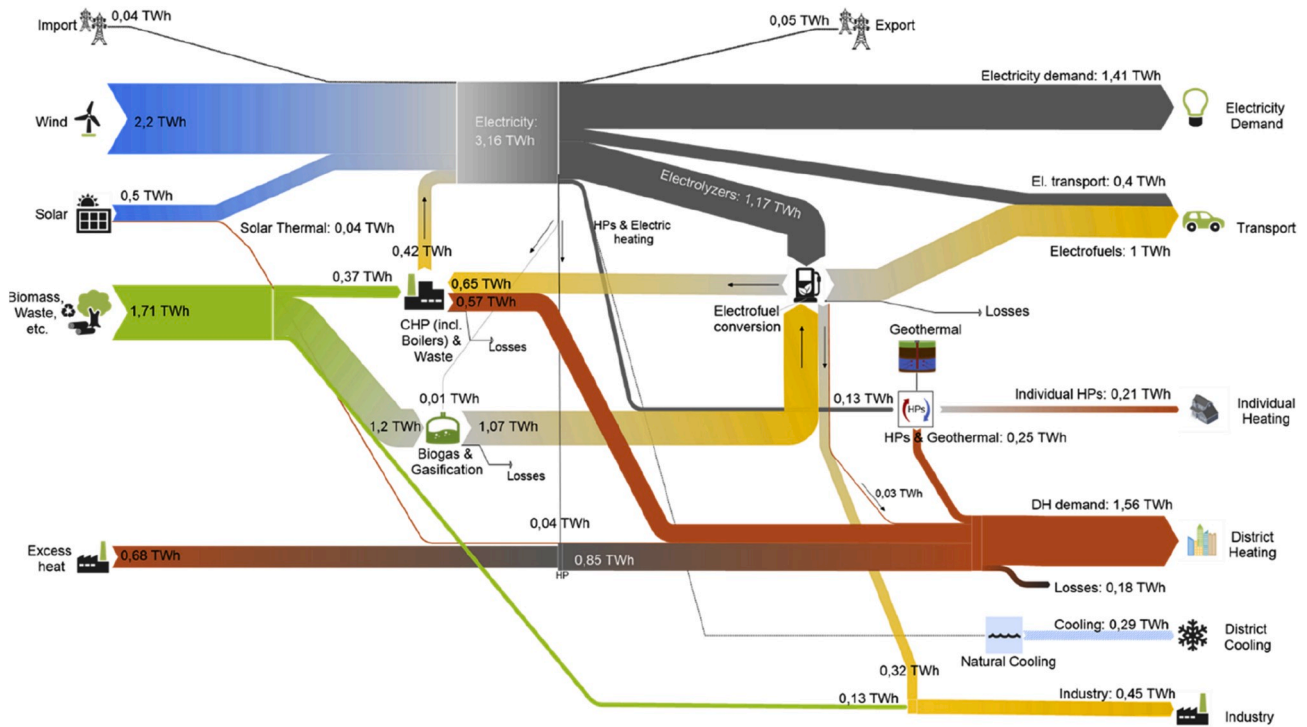 Import
0,04 TWh
0,05 TWh
Export
Electricity demand: 1,41 TWh
Electricity
Demand
Wind
2,2 TWh
Electricity:
3,16 TWh
Electrolyzers: 1,17 TWh
El. transport: 0,4 TWh
0,5 TWh
Solar
Solar Thermal: 0,04 TWh
HPs & Electric
heating
Transport
Electrofuels: 1 TWh
0,42 TWh
0,37 TWh
Biomass,
Waste,
etc.
1,71 TWh
0,65 TWh
0,57 TWh
CHP (incl.
Boilers) & Waste
Losses
Electrofuel
conversion
Losses
Geothermal
HPs
0,13 TWh
Individual HPs: 0,21 TWh
Individual
Heating
HPs & Geothermal: 0,25 TWh
0,01 TWh
1,2 TWh
1,07 TWh
Biogas &
Gasification
Losses
0,03 TWh
DH demand: 1,56 TWh
District
Heating
0,04 TWh
Excess
heat
0,68 TWh
0,85 TWh
HP
Losses: 0,18 TWh
Cooling: 0,29 TWh
District
Cooling
Natural Cooling
0,32 TWh
0,13 TWh
Industry: 0,45 TWh
Industry